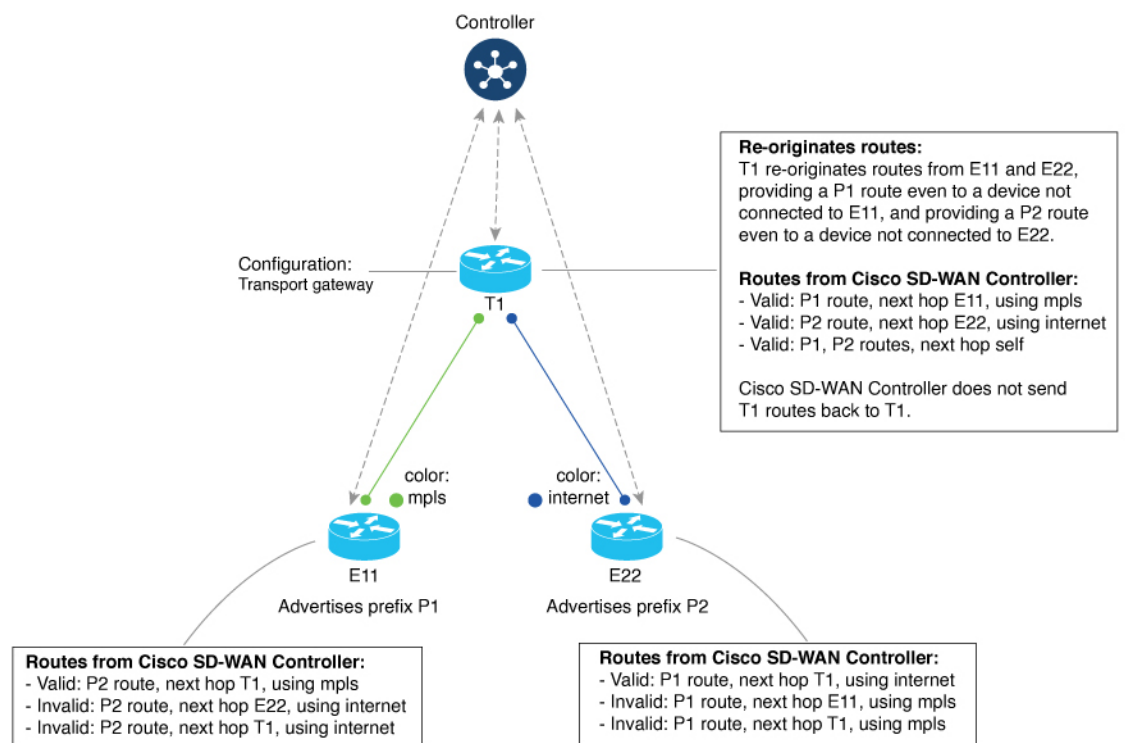 Controller
Re-originates routes:
T1 re-originates routes from E11 and E22,
providing a P1 route even to a device not
connected to E11, and providing a P2 route
even to a device not connected to E22.
Routes from Cisco SD-WAN Controller:
- Valid: P1 route, next hop E11, using mpls
- Valid: P2 route, next hop E22, using internet
- Valid: P1, P2 routes, next hop self
Cisco SD-WAN Controller does not send
T1 routes back to T1.
Configuration:
Transport gateway
T1
color:
mpls
color:
internet
E11
Advertises prefix P1
E22
Advertises prefix P2
Routes from Cisco SD-WAN Controller:
- Valid: P2 route, next hop T1, using mpls
- Invalid: P2 route, next hop E22, using internet
- Invalid: P2 route, next hop T1, using internet
Routes from Cisco SD-WAN Controller:
- Valid: P1 route, next hop T1, using internet
- Invalid: P1 route, next hop E11, using mpls
- Invalid: P1 route, next hop T1, using mpls